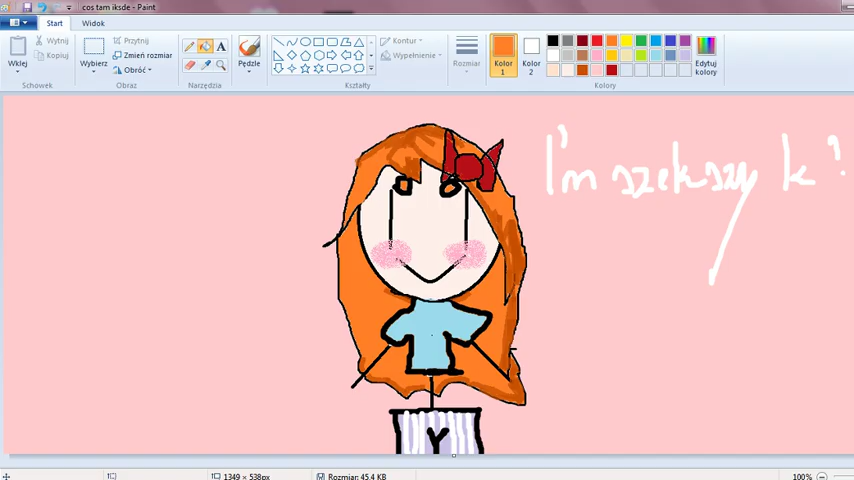 cos tam iksde - Paint
Start Widok
Wklej
Wytnij
Kopiuj
Schowek
Wybierz
Przytnij
Zmień rozmiar
Obróć
Obraz
A
Narzędzia
Pędzle
Kontur
Wypełnienie
Kształty
Rozmiar
Kolor
1
Kolor
2
Edytuj
kolory
Kolory
I'm szekszy k?
Y
1349 × 538px
Rozmiar: 45.4 KB
100%